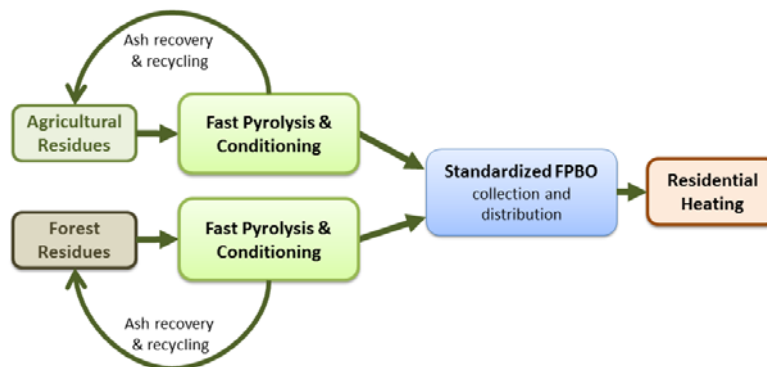 Ash recovery
& recycling
Agricultural
Residues
Fast Pyrolysis &
Conditioning
Standardized FPBO
collection and
distribution
Residential
Heating
Forest
Residues
Fast Pyrolysis &
Conditioning
Ash recovery
& recycling